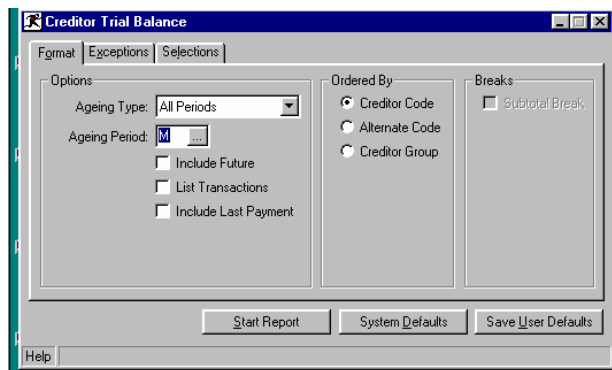 Creditor Trial Balance
Format Exceptions Selections
Options
Ageing Type: All Periods
Ageing Period: M ...
Include Future
List Transactions
Include Last Payment
Ordered By
Creditor Code
Alternate Code
Creditor Group
Breaks
Subtotal Break
Start Report System Defaults Save User Defaults
Help